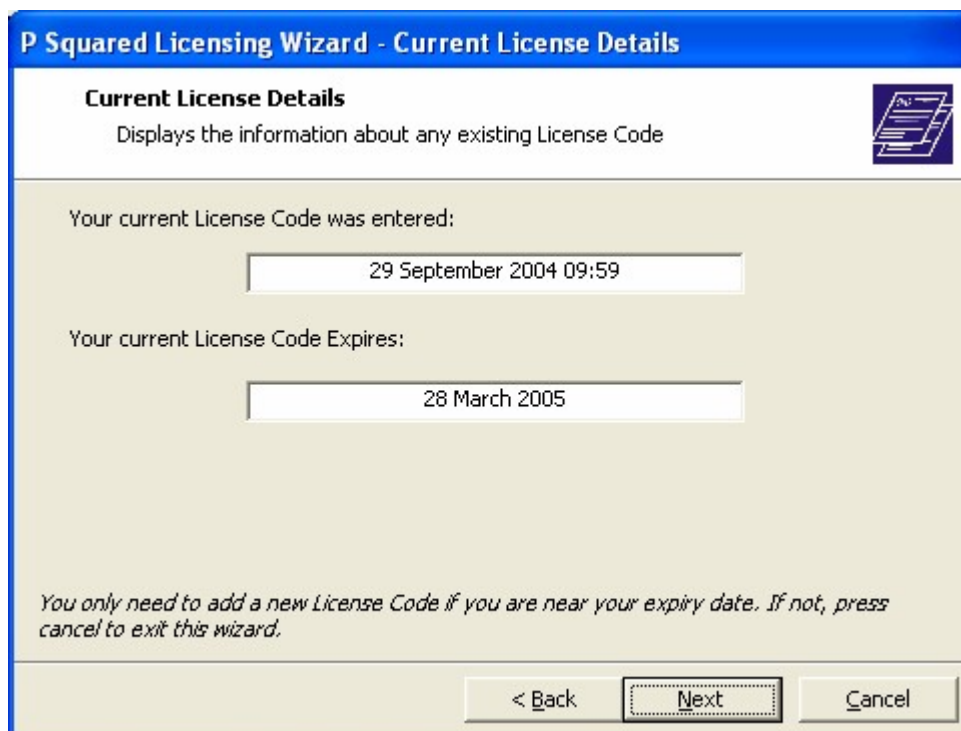 P Squared Licensing Wizard - Current License Details
Current License Details
Displays the information about any existing License Code
Your current License Code was entered:
29 September 2004 09:59
Your current License Code Expires:
28 March 2005
You only need to add a new License Code if you are near your expiry date. If not, press
cancel to exit this wizard.
< Back Next Cancel